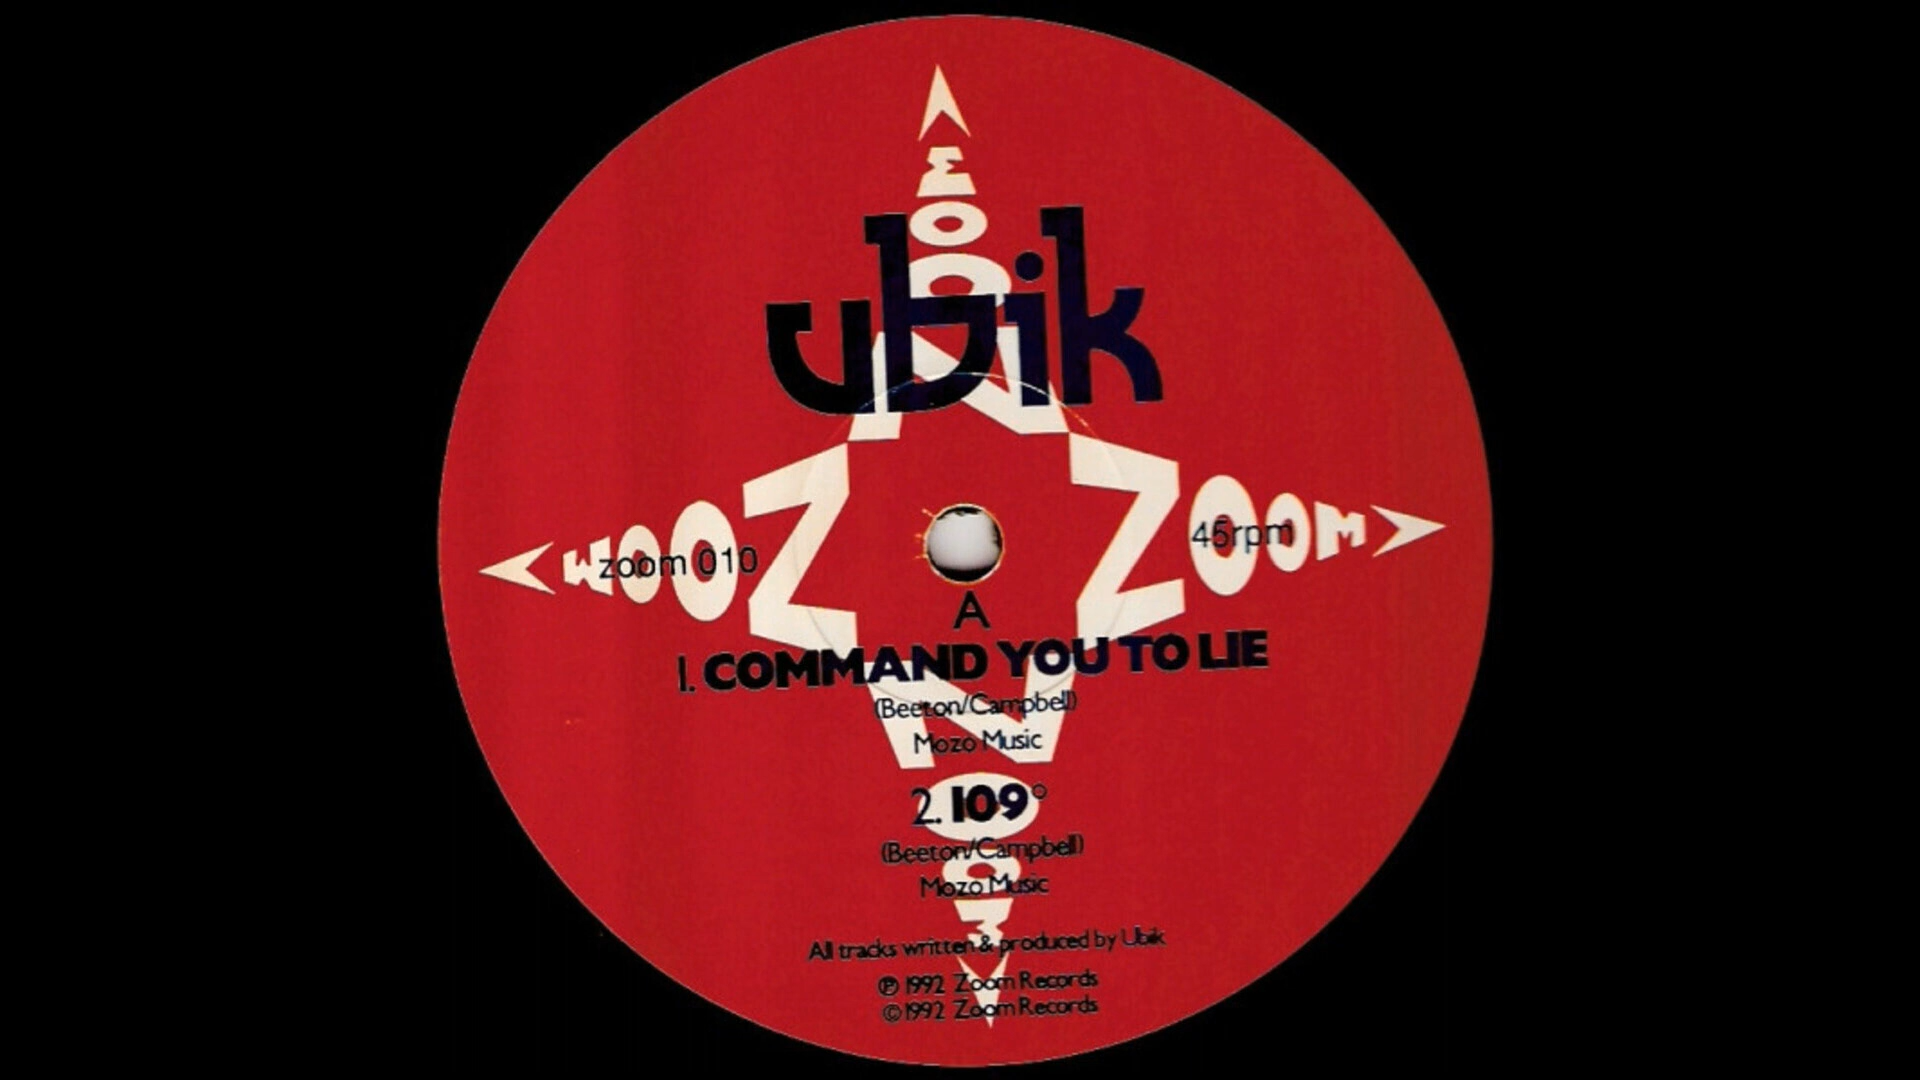 ZOOM
ubik
ZOOM
ZOOM
zoom 010
45rpm
A
1. COMMAND YOU TO LIE
(Beeton/Campbell)
Mozo Music
2. 109°
(Beeton/Campbell)
Mozo Music
ZOOM
All tracks written & produced by Ubik
℗ 1992 Zoom Records
© 1992 Zoom Records